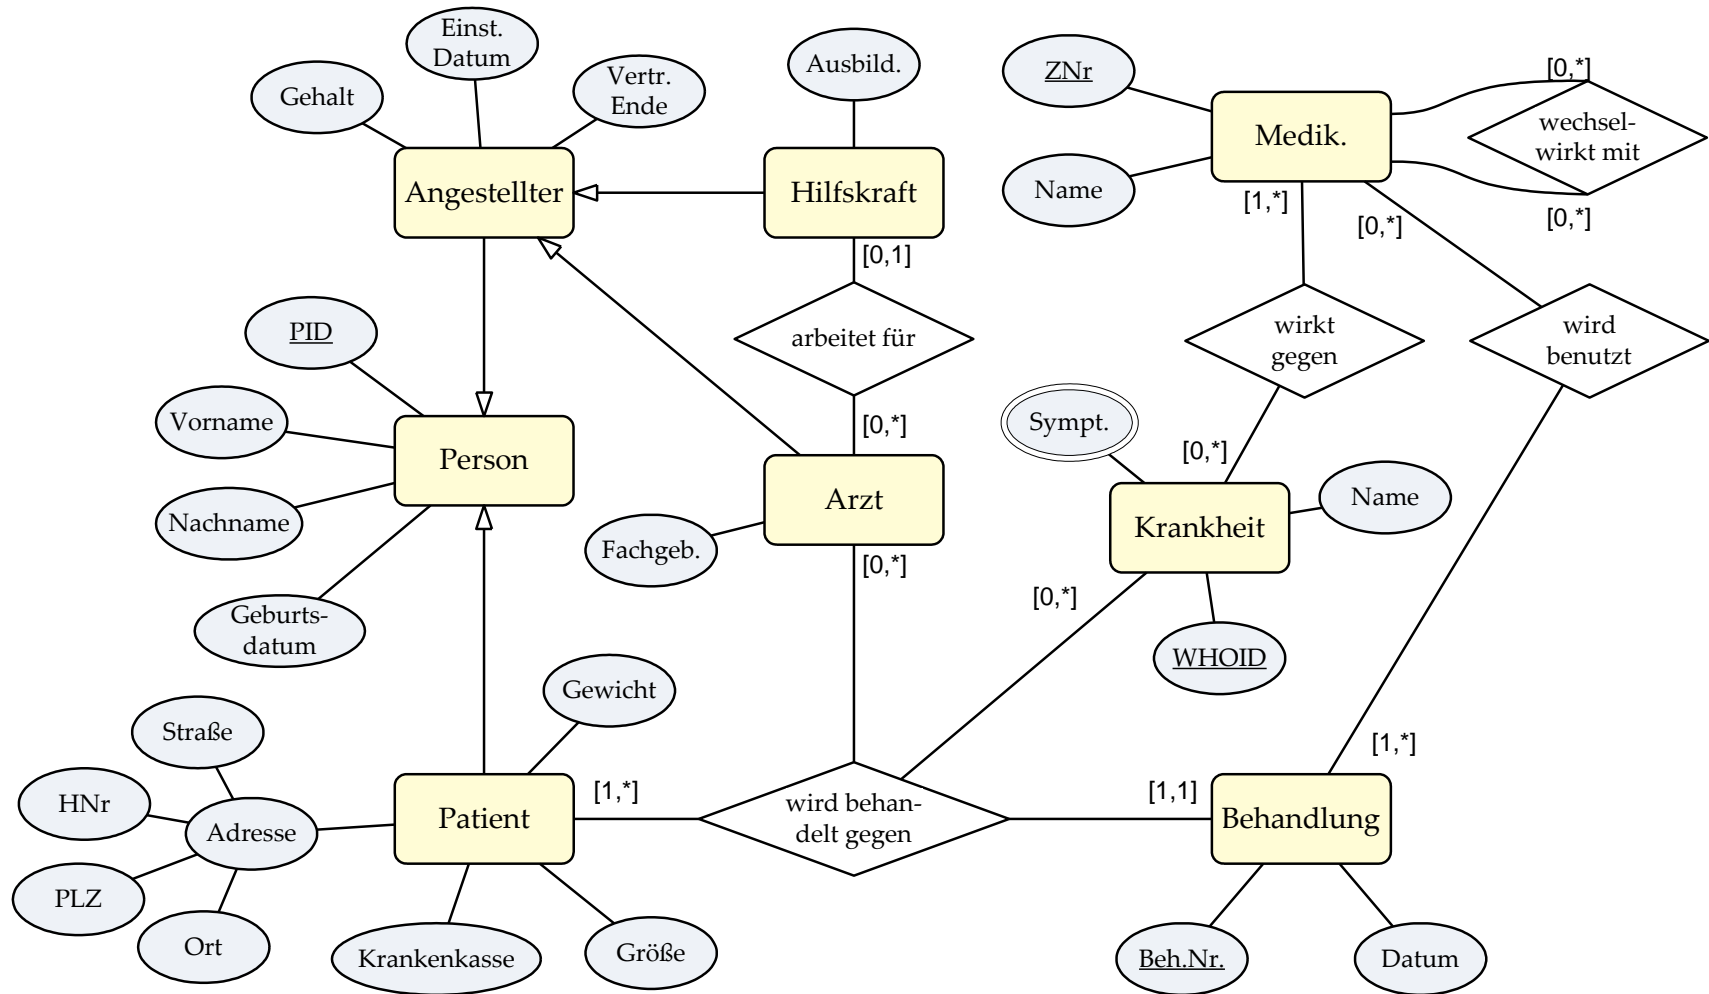 Einst.
Datum
Gehalt
Vertr.
Ende
Ausbild.
ZNr
[0,*]
Angestellter
Hilfskraft
Medik.
wechsel-
wirkt mit
Name
[1,*]
[0,*]
[0,*]
[0,1]
PID
arbeitet für
wirkt
gegen
wird
benutzt
Vorname
[0,*]
Sympt.
[0,*]
Person
Arzt
Name
Nachname
Krankheit
Fachgeb.
[0,*]
[0,*]
Geburts-
datum
WHOID
Gewicht
Straße
[1,*]
HNr
Adresse
Patient
[1,*]
wird behan-
delt gegen
[1,1]
Behandlung
PLZ
Ort
Krankenkasse
Größe
Beh.Nr.
Datum